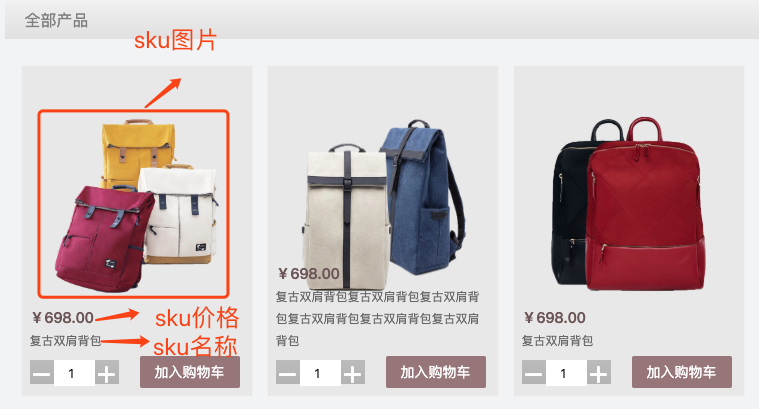 全部产品
sku图片
￥698.00
sku价格
复古双肩背包
sku名称
1
加入购物车
￥698.00
复古双肩背包复古双肩背包复古双肩背
包复古双肩背包复古双肩背包复古双肩
背包
1
加入购物车
￥698.00
复古双肩背包
1
加入购物车